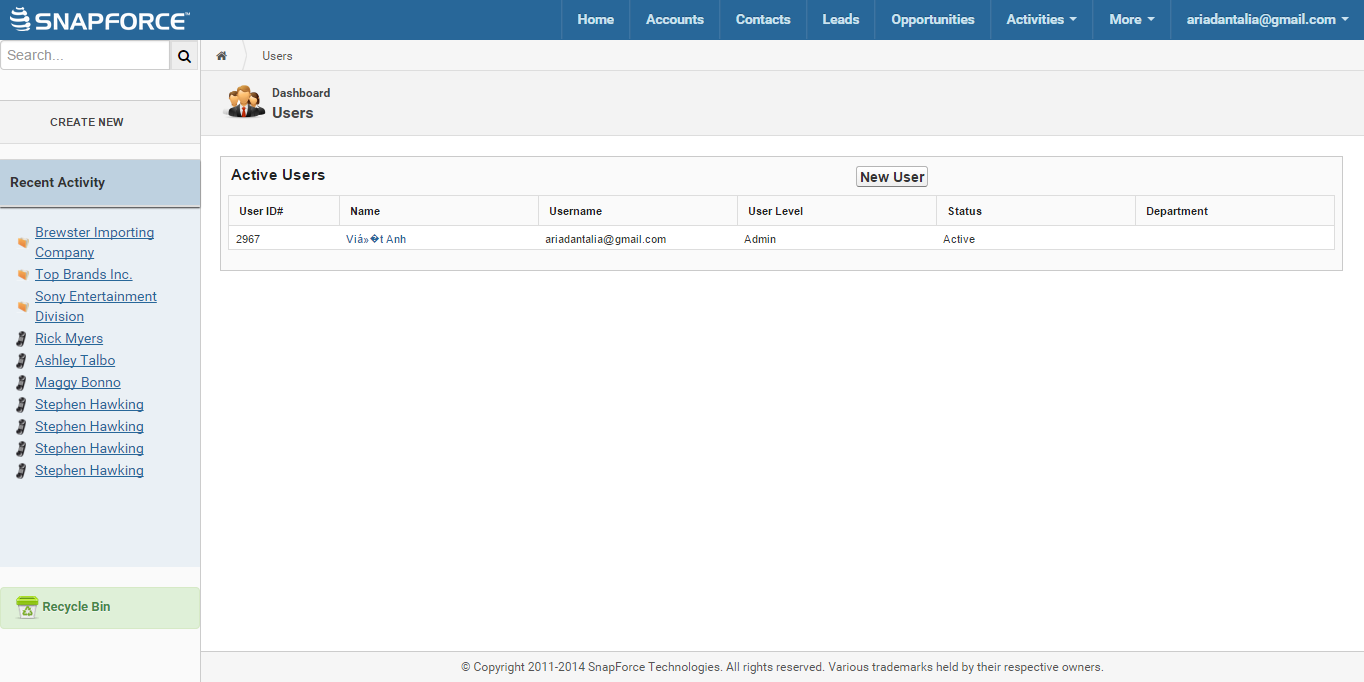 SNAPFORCE™
Home Accounts Contacts Leads Opportunities Activities More ariadantalia@gmail.com
Search...
Users
CREATE NEW
Dashboard
Users
Recent Activity
Brewster Importing
Company
Top Brands Inc.
Sony Entertainment
Division
Rick Myers
Ashley Talbo
Maggy Bonno
Stephen Hawking
Stephen Hawking
Stephen Hawking
Stephen Hawking
Recycle Bin
Active Users New User
User ID# Name Username User Level Status Department
2967 Viá»�t Anh ariadantalia@gmail.com Admin Active
© Copyright 2011-2014 SnapForce Technologies. All rights reserved. Various trademarks held by their respective owners.